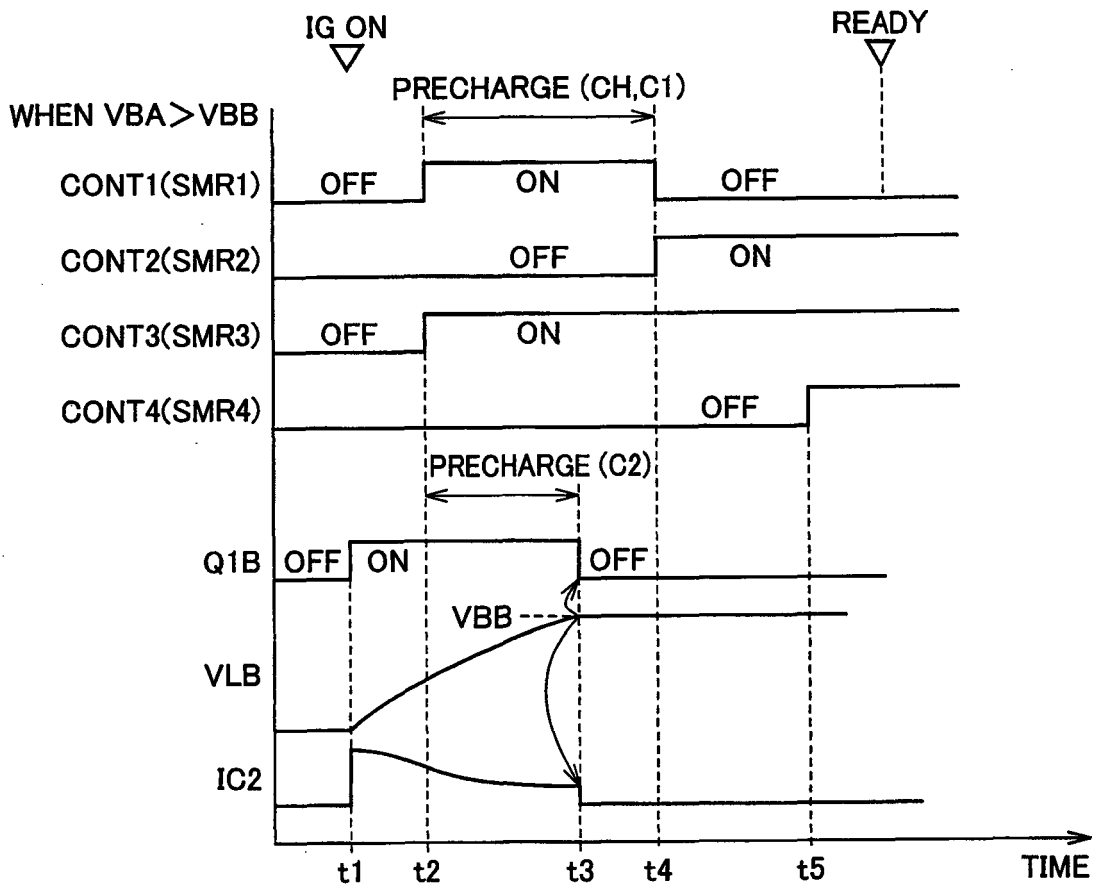 IG ON
READY
PRECHARGE (CH,C1)
WHEN VBA>VBB
CONT1(SMR1)
OFF
ON
OFF
CONT2(SMR2)
OFF
ON
CONT3(SMR3)
OFF
ON
CONT4(SMR4)
OFF
PRECHARGE (C2)
Q1B
OFF
ON
OFF
VBB
VLB
IC2
t1
t2
t3
t4
t5
TIME